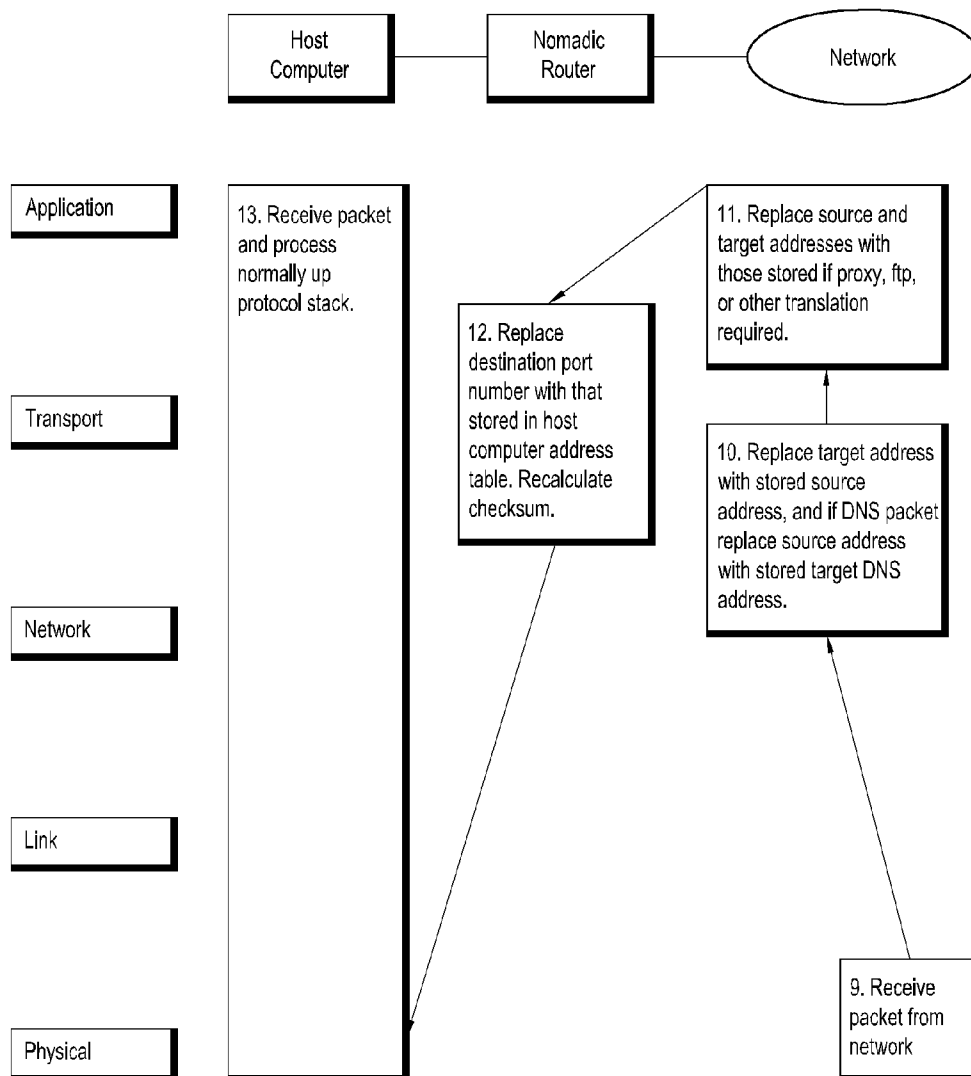 Host
Computer
Nomadic
Router
Network
Application
13. Receive packet
and process
normally up
protocol stack.
11. Replace source and
target addresses with
those stored if proxy, ftp,
or other translation
required.
12. Replace
destination port
number with that
stored in host
computer address
table. Recalculate
checksum.
Transport
10. Replace target address
with stored source
address, and if DNS packet
replace source address
with stored target DNS
address.
Network
Link
9. Receive
packet from
network
Physical